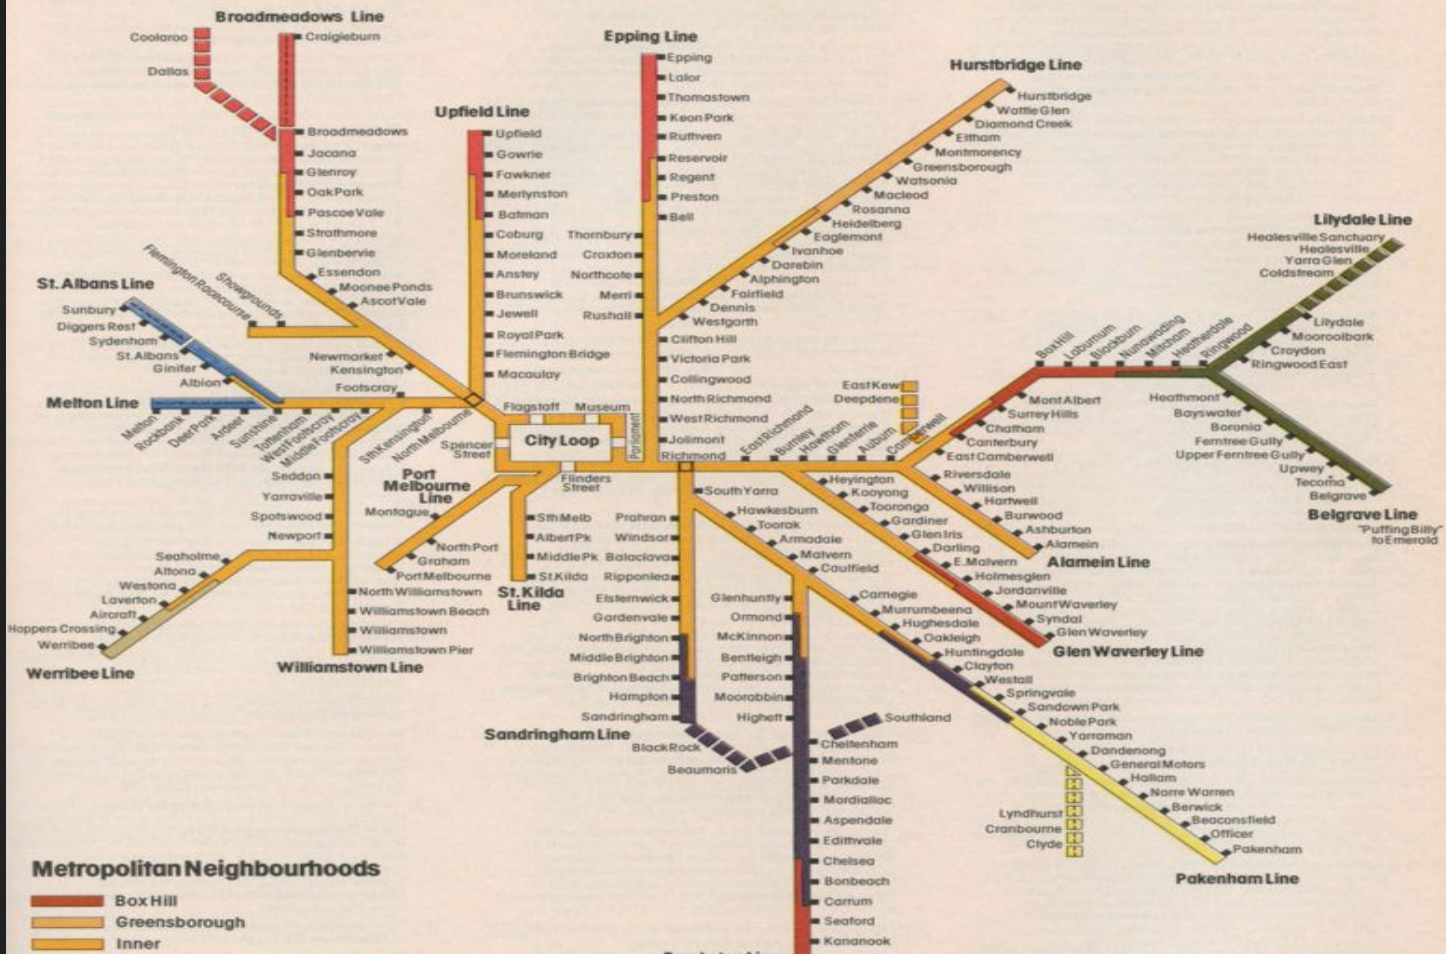 Broadmeadows Line
Coolaroo
Dallas
Craigieburn
Broadmeadows
Jacana
Glenroy
Oak Park
Pascoe Vale
Strathmore
Glenbervie
Essendon
Moonee Ponds
Ascot Vale
Flemington Racecourse
Showgrounds
Newmarket
Kensington
Upfield Line
Upfield
Gowrie
Fawkner
Merlynston
Batman
Coburg
Moreland
Anstey
Brunswick
Jewell
Royal Park
Flemington Bridge
Macaulay
Epping Line
Epping
Lalor
Thomastown
Keon Park
Ruthven
Reservoir
Regent
Preston
Bell
Thornbury
Croxton
Northcote
Merri
Rushall
Clifton Hill
Victoria Park
Collingwood
North Richmond
West Richmond
Jolimont
Richmond
Hurstbridge Line
Hurstbridge
Wattle Glen
Diamond Creek
Eltham
Montmorency
Greensborough
Watsonia
Macleod
Rosanna
Heidelberg
Eaglemont
Ivanhoe
Darebin
Alphington
Fairfield
Dennis
Westgarth
Lilydale Line
Healesville Sanctuary
Healesville
Yarra Glen
Coldstream
Lilydale
Mooroolbark
Croydon
Ringwood East
Box Hill
Laburnum
Blackburn
Nunawading
Mitcham
Heatherdale
Ringwood
Heathmont
Bayswater
Boronia
Ferntree Gully
Upper Ferntree Gully
Upwey
Tecoma
Belgrave
Belgrave Line
"Puffing Billy"
to Emerald
Mont Albert
Surrey Hills
Chatham
Canterbury
East Camberwell
East Kew
Deepdene
East Richmond
Burnley
Hawthorn
Glenferrie
Auburn
Camberwell
Riversdale
Willison
Hartwell
Burwood
Ashburton
Alamein
Alamein Line
Heyington
Kooyong
Tooronga
Gardiner
Glen Iris
Darling
E. Malvern
Holmesglen
Jordanville
Mount Waverley
Syndal
Glen Waverley
Glen Waverley Line
St. Albans Line
Sunbury
Diggers Rest
Sydenham
St. Albans
Ginifer
Albion
Melton Line
Melton
Rockbank
Deer Park
Ardeer
Sunshine
Tottenham
West Footscray
Middle Footscray
Footscray
Sth Kensington
North Melbourne
Flagstaff
Museum
Parliament
City Loop
Spencer
Street
Flinders
Street
Seddon
Yarraville
Spotswood
Newport
Seaholme
Altona
Westona
Laverton
Aircraft
Hoppers Crossing
Werribee
Werribee Line
North Williamstown
Williamstown Beach
Williamstown
Williamstown Pier
Williamstown Line
Port
Melbourne
Line
Montague
North Port
Graham
Port Melbourne
Sth Melb
Albert Pk
Middle Pk
St. Kilda
St. Kilda
Line
South Yarra
Prahran
Windsor
Balaclava
Ripponlea
Elsternwick
Gardenvale
North Brighton
Middle Brighton
Brighton Beach
Hampton
Sandringham
Sandringham Line
Black Rock
Beaumaris
Hawkesburn
Toorak
Armadale
Malvern
Caulfield
Glenhuntly
Ormond
McKinnon
Bentleigh
Patterson
Moorabbin
Highett
Southland
Cheltenham
Mentone
Parkdale
Mordialloc
Aspendale
Edithvale
Chelsea
Bonbeach
Carrum
Seaford
Kananook
Carnegie
Murrumbeena
Hughesdale
Oakleigh
Huntingdale
Clayton
Westall
Springvale
Sandown Park
Noble Park
Yarraman
Dandenong
General Motors
Hallam
Narre Warren
Berwick
Beaconsfield
Officer
Pakenham
Pakenham Line
Lyndhurst
Cranbourne
Clyde
Metropolitan Neighbourhoods
Box Hill
Greensborough
Inner